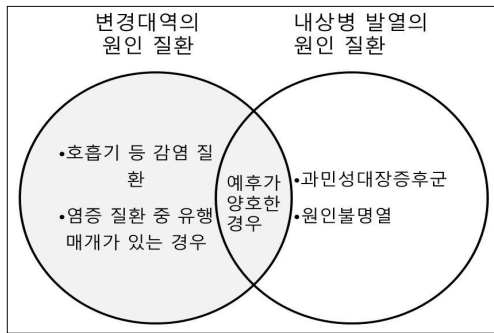 변경대역의
원인 질환
내상병 발열의
원인 질환
•호흡기 등 감염 질
환
•염증 질환 중 유행
매개가 있는 경우
예후가
양호한
경우
•과민성대장증후군
•원인불명열